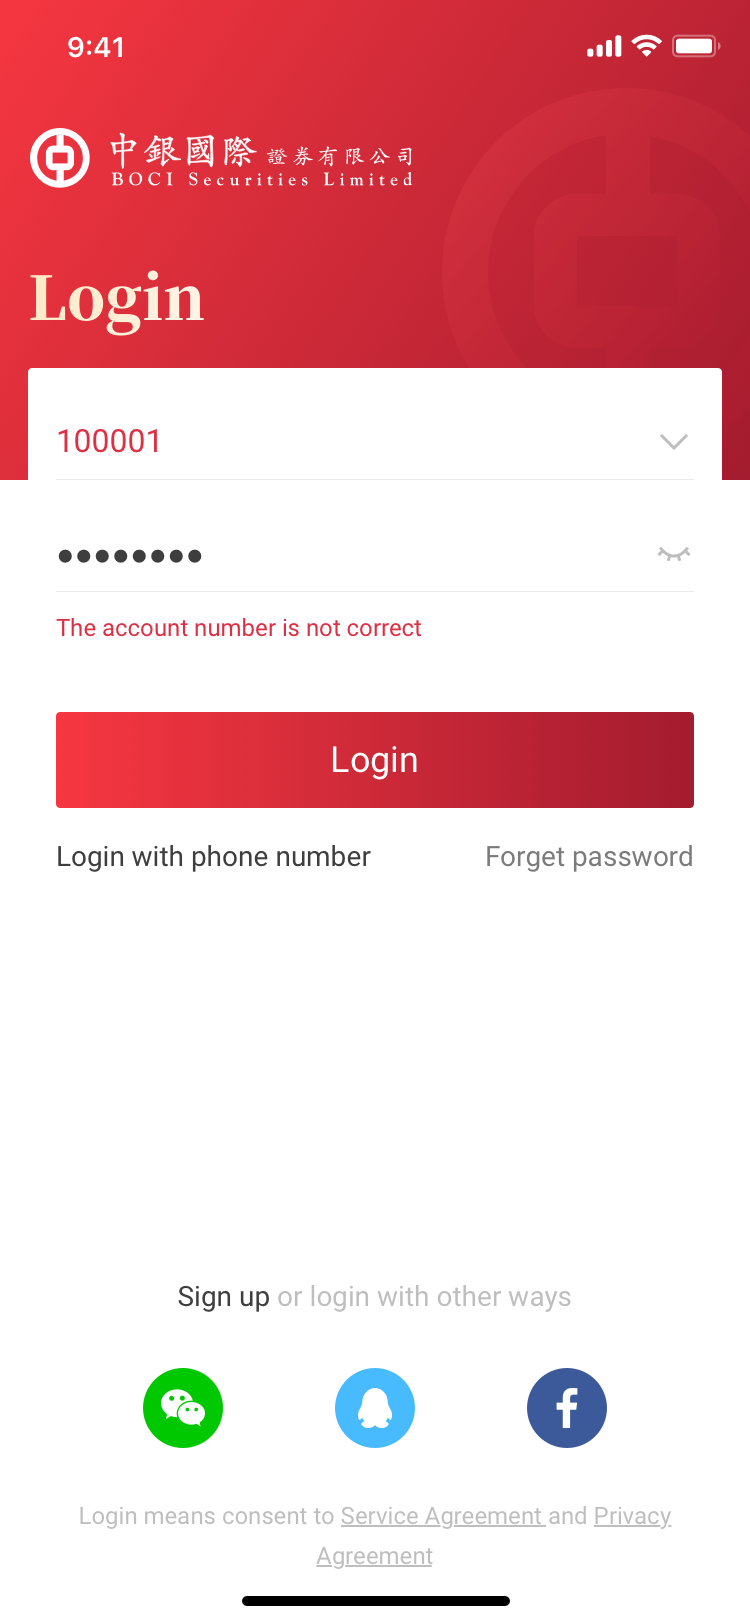 9:41
中銀國際 證券有限公司
BOCI Securities Limited
Login
100001
The account number is not correct
Login
Login with phone number
Forget password
Sign up or login with other ways
Login means consent to Service Agreement and Privacy
Agreement